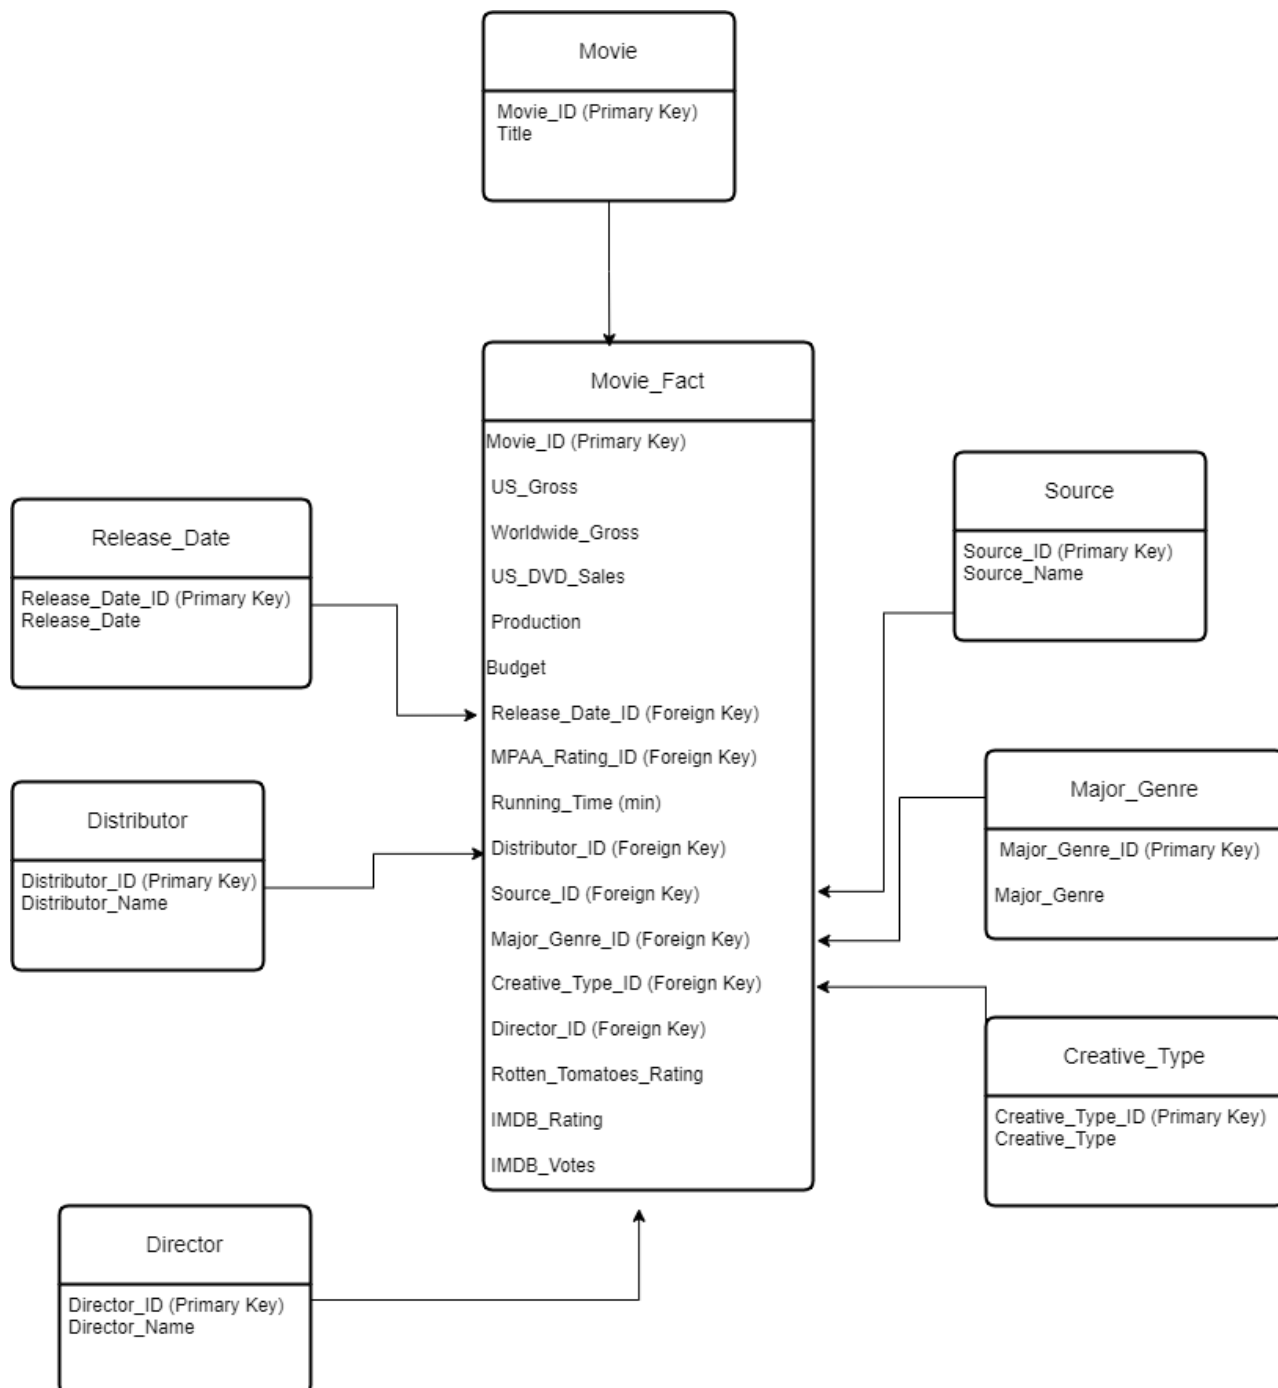 Movie
Movie_ID (Primary Key)
Title
Movie_Fact
Movie_ID (Primary Key)
US_Gross
Worldwide_Gross
US_DVD_Sales
Production
Budget
Release_Date_ID (Foreign Key)
MPAA_Rating_ID (Foreign Key)
Running_Time (min)
Distributor_ID (Foreign Key)
Source_ID (Foreign Key)
Major_Genre_ID (Foreign Key)
Creative_Type_ID (Foreign Key)
Director_ID (Foreign Key)
Rotten_Tomatoes_Rating
IMDB_Rating
IMDB_Votes
Release_Date
Release_Date_ID (Primary Key)
Release_Date
Distributor
Distributor_ID (Primary Key)
Distributor_Name
Director
Director_ID (Primary Key)
Director_Name
Source
Source_ID (Primary Key)
Source_Name
Major_Genre
Major_Genre_ID (Primary Key)
Major_Genre
Creative_Type
Creative_Type_ID (Primary Key)
Creative_Type